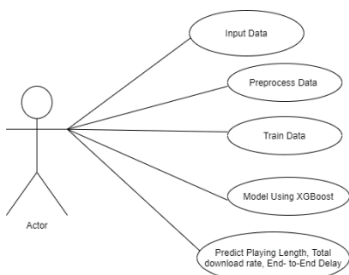 Input Data
Preprocess Data
Train Data
Model Using XGBoost
Actor
Predict Playing Length, Total
download rate, End- to-End Delay